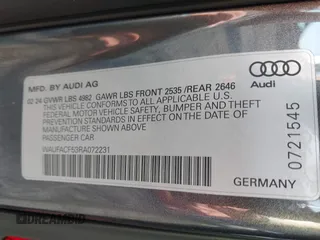 MFD. BY AUDI AG
02-24-GVWR LBS 4982 GAWR LBS FRONT 2535 / REAR 2646
THIS VEHICLE CONFORMS TO ALL APPLICABLE U.S.
FEDERAL MOTOR VEHICLE SAFETY, BUMPER AND THEFT
PREVENTION STANDARDS IN EFFECT ON THE DATE OF
MANUFACTURE SHOWN ABOVE.
PASSENGER CAR
WAUFACF53RA072231
Audi
0721545
GERMANY
DREAMBID